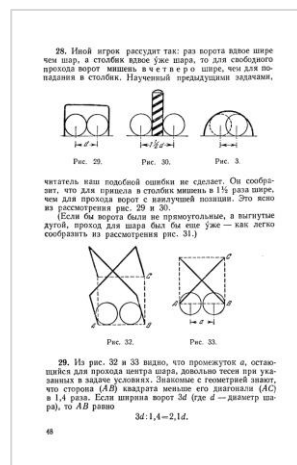 28. Иной игрок рассудит так: раз ворота вдвое шире
чем шар, а столбик вдвое у́же шара, то для свободного
прохода ворот мишень вчетверо шире, чем для по-
падания в столбик. Наученный предыдущими задачами,
d
1½d
Рис. 29.
Рис. 30.
Рис. 3.
читатель наш подобной ошибки не сделает. Он сообра-
зит, что для прицела в столбик мишень в 1½ раза шире,
чем для прохода ворот с наилучшей позиции. Это ясно
из рассмотрения рис. 29 и 30.
(Если бы ворота были не прямоугольные, а выгнутые
дугой, проход для шара был бы еще у́же — как легко
сообразить из рассмотрения рис. 31.)
C
A
B
C
A
B
a
Рис. 32.
Рис. 33.
29. Из рис. 32 и 33 видно, что промежуток a, остаю-
щийся для прохода центра шара, довольно тесен при ука-
занных в задаче условиях. Знакомые с геометрией знают,
что сторона (AB) квадрата меньше его диагонали (AC)
в 1,4 раза. Если ширина ворот 3d (где d — диаметр ша-
ра), то AB равно
3d:1,4=2,1d.
48